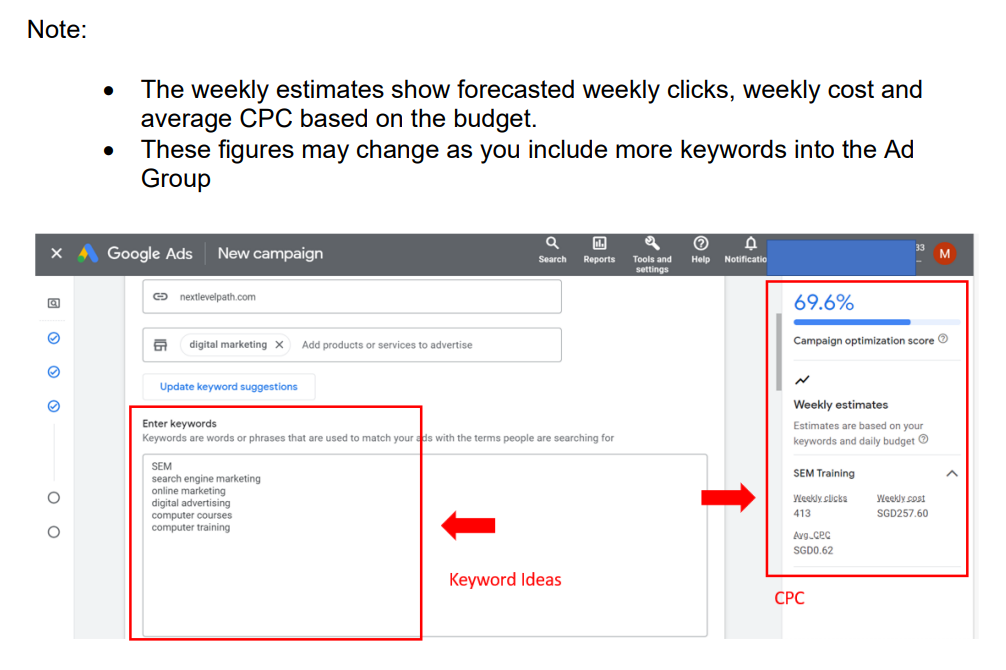 Note:
• The weekly estimates show forecasted weekly clicks, weekly cost and
average CPC based on the budget.
• These figures may change as you include more keywords into the Ad
Group
Google Ads New campaign
Search Reports Tools and settings Help Notificatio
33
M
nextlevelpath.com
digital marketing Add products or services to advertise
Update keyword suggestions
Enter keywords
Keywords are words or phrases that are used to match your ads with the terms people are searching for
SEM
search engine marketing
online marketing
digital advertising
computer courses
computer training
Keyword Ideas
69.6%
Campaign optimization score
Weekly estimates
Estimates are based on your
keywords and daily budget
SEM Training
Weekly clicks Weekly cost
413 SGD257.60
Avg. CPC
SGD0.62
CPC